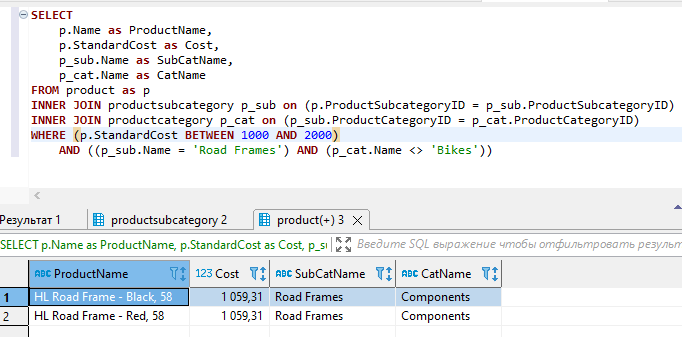 SELECT
p.Name as ProductName,
p.StandardCost as Cost,
p_sub.Name as SubCatName,
p_cat.Name as CatName
FROM product as p
INNER JOIN productsubcategory p_sub on (p.ProductSubcategoryID = p_sub.ProductSubcategoryID)
INNER JOIN productcategory p_cat on (p_sub.ProductCategoryID = p_cat.ProductCategoryID)
WHERE (p.StandardCost BETWEEN 1000 AND 2000)
AND ((p_sub.Name = 'Road Frames') AND (p_cat.Name <> 'Bikes'))
Результат 1 productsubcategory 2 product(+) 3
SELECT p.Name as ProductName, p.StandardCost as Cost, Введите SQL выражение чтобы отфильтровать
ABC ProductName 123 Cost ABC SubCatName ABC CatName
1 HL Road Frame - Black, 58 1 059,31 Road Frames Components
2 HL Road Frame - Red, 58 1 059,31 Road Frames Components